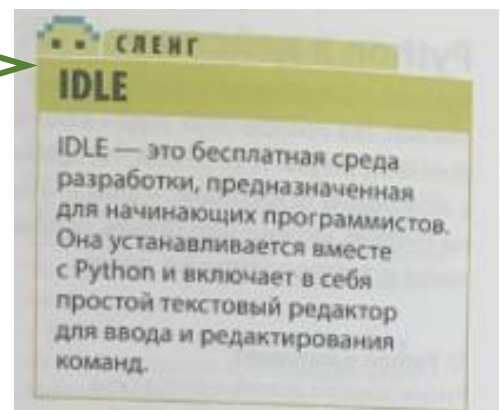 СЛЕНГ
IDLE
IDLE — это бесплатная среда
разработки, предназначенная
для начинающих программистов.
Она устанавливается вместе
с Python и включает в себя
простой текстовый редактор
для ввода и редактирования
команд.